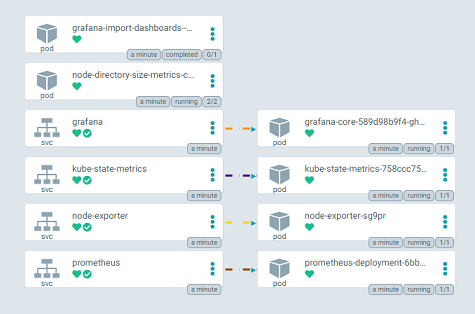 grafana-import-dashboards--...
pod
a minute completed 0/1
node-directory-size-metrics-c...
pod
a minute running 2/2
grafana
svc
a minute
grafana-core-589d98b9f4-gh...
pod
a minute running 1/1
kube-state-metrics
svc
a minute
kube-state-metrics-758ccc75...
pod
a minute running 1/1
node-exporter
svc
a minute
node-exporter-sg9pr
pod
a minute running 1/1
prometheus
svc
a minute
prometheus-deployment-6bb...
pod
a minute running 1/1